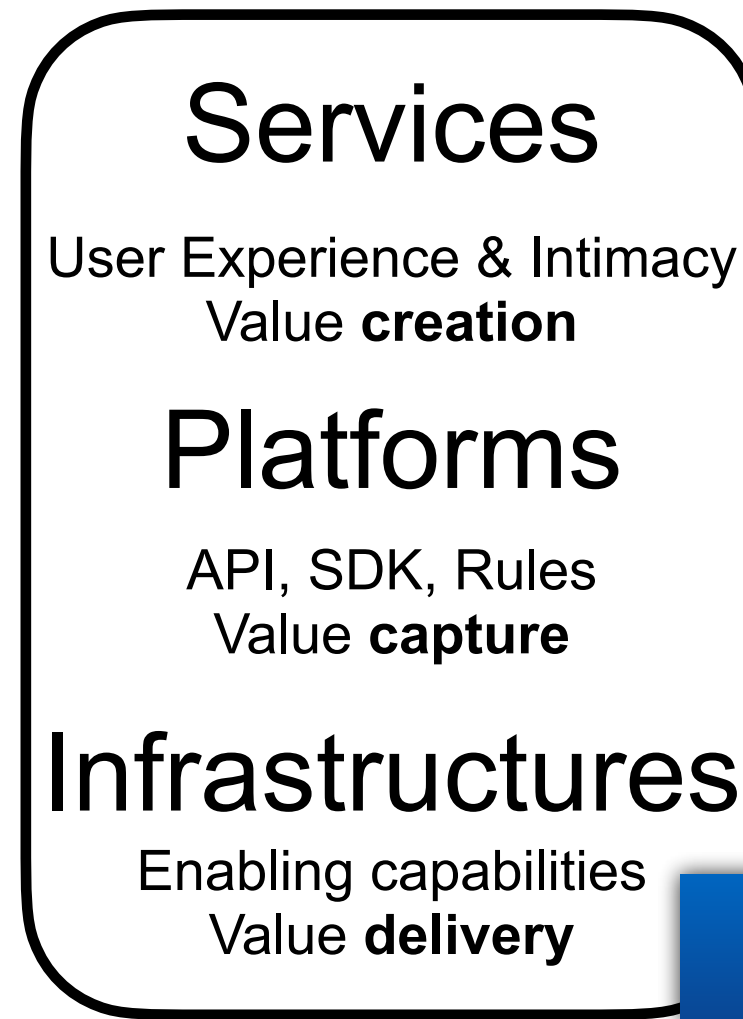 Services
User Experience & Intimacy
Value creation
Platforms
API, SDK, Rules
Value capture
Infrastructures
Enabling capabilities
Value delivery